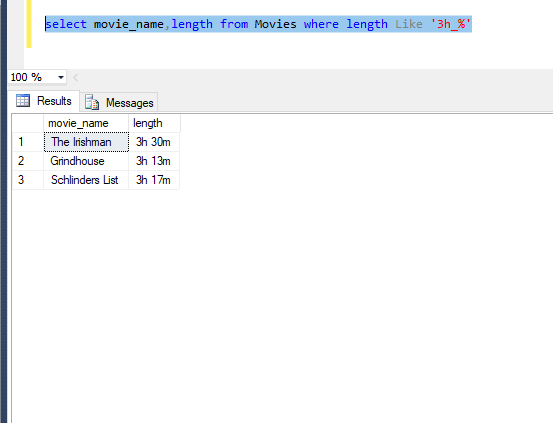 select movie_name,length from Movies where length Like '3h_%'
100 %
Results Messages
movie_name length
1 The Irishman 3h 30m
2 Grindhouse 3h 13m
3 Schlinders List 3h 17m